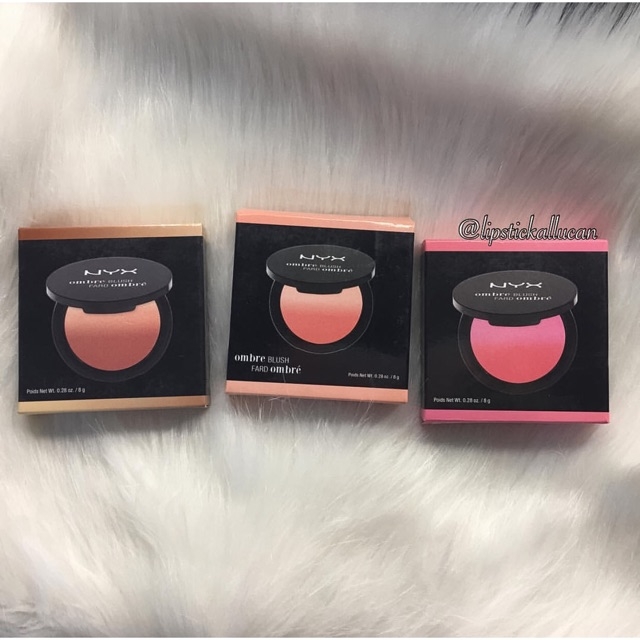 @lipstickallucan
NYX
ombre BLUSH
FARD ombré
Poids Net Wt. 0.28 oz. / 8 g
NYX
ombre BLUSH
FARD ombré
ombre BLUSH
FARD ombré
Poids Net Wt. 0.28 oz. / 8 g
NYX
ombre BLUSH
FARD ombré
Poids Net Wt. 0.28 oz. / 8 g